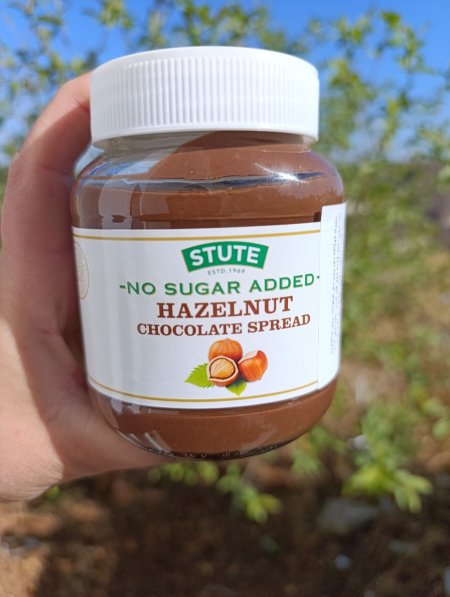 STUTE
ESTD.1969
-NO SUGAR ADDED-
HAZELNUT
CHOCOLATE SPREAD